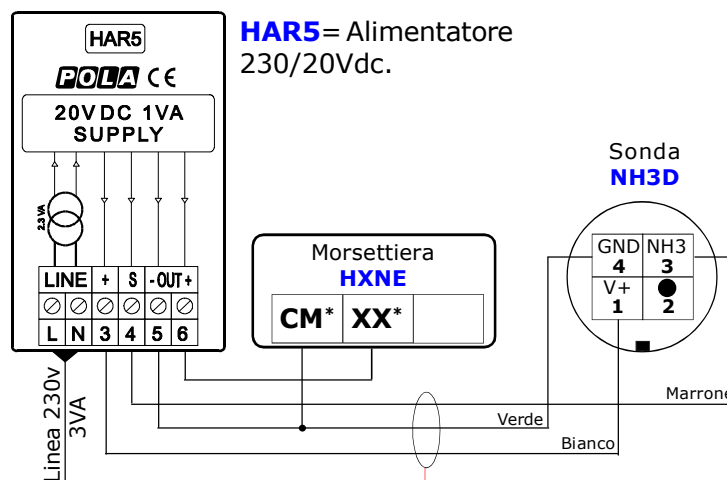 HAR5
POLA CE
20VDC 1VA
SUPPLY
2.3 VA
LINE + S -OUT+
L N 3 4 5 6
Linea 230v
3VA
HAR5= Alimentatore
230/20Vdc.
Morsettiera
HXNE
CM* XX*
Sonda
NH3D
GND NH3
4 3
V+
1 2
Marrone
Verde
Bianco